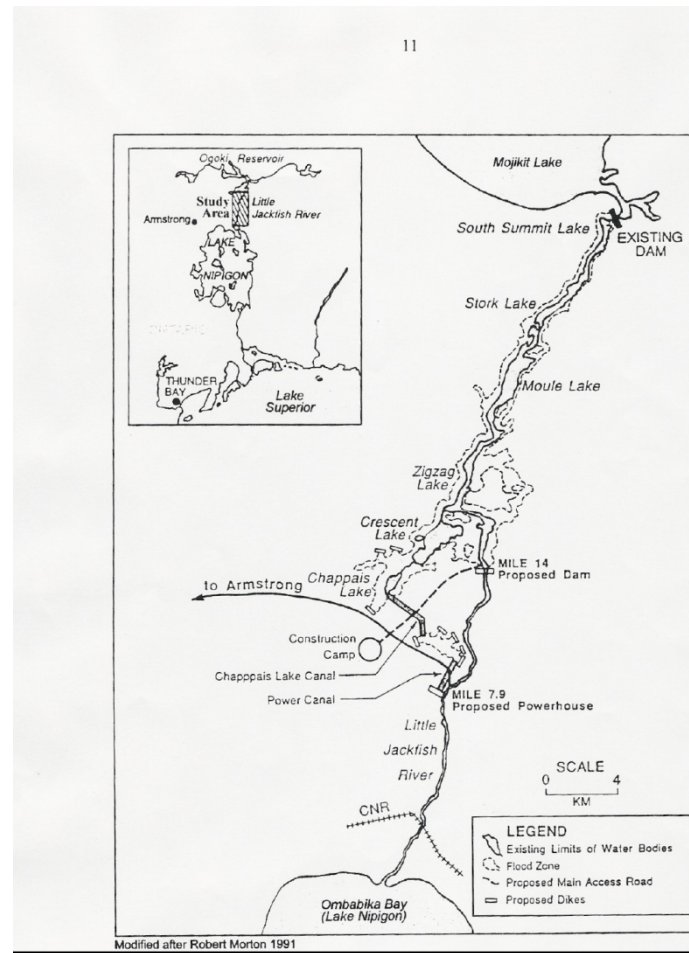 11
Ogoki Reservoir
Study
Area
Little
Jackfish River
Armstrong
LAKE
NIPIGON
THUNDER
BAY
Lake
Superior
Mojikit Lake
South Summit Lake
EXISTING
DAM
Stork Lake
Moule Lake
Zigzag
Lake
Crescent
Lake
Chappais
Lake
to Armstrong
MILE 14
Proposed Dam
Construction
Camp
Chapppais Lake Canal
Power Canal
MILE 7.9
Proposed Powerhouse
Little
Jackfish
River
SCALE
0 4
KM
CNR
LEGEND
Existing Limits of Water Bodies
Flood Zone
Proposed Main Access Road
Proposed Dikes
Ombabika Bay
(Lake Nipigon)
Modified after Robert Morton 1991